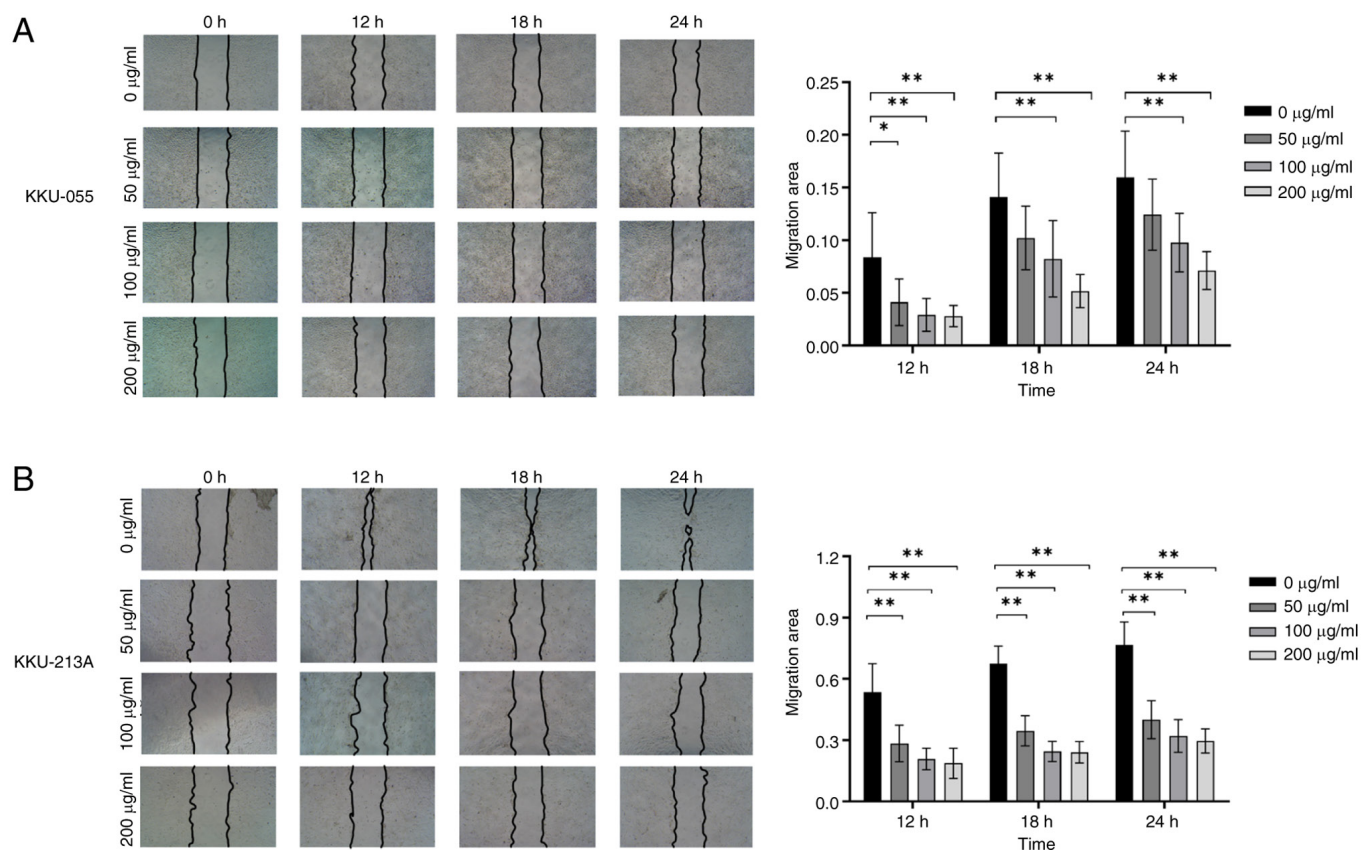 A
0 h 12 h 18 h 24 h
KKU-055
0 µg/ml
50 µg/ml
100 µg/ml
200 µg/ml
Migration area
0.25
0.20
0.15
0.10
0.05
0.00
** ** **
** ** **
*
12 h 18 h 24 h
Time
0 µg/ml
50 µg/ml
100 µg/ml
200 µg/ml
B
0 h 12 h 18 h 24 h
KKU-213A
0 µg/ml
50 µg/ml
100 µg/ml
200 µg/ml
Migration area
1.2
0.9
0.6
0.3
0.0
** ** **
** ** **
** ** **
12 h 18 h 24 h
Time
0 µg/ml
50 µg/ml
100 µg/ml
200 µg/ml